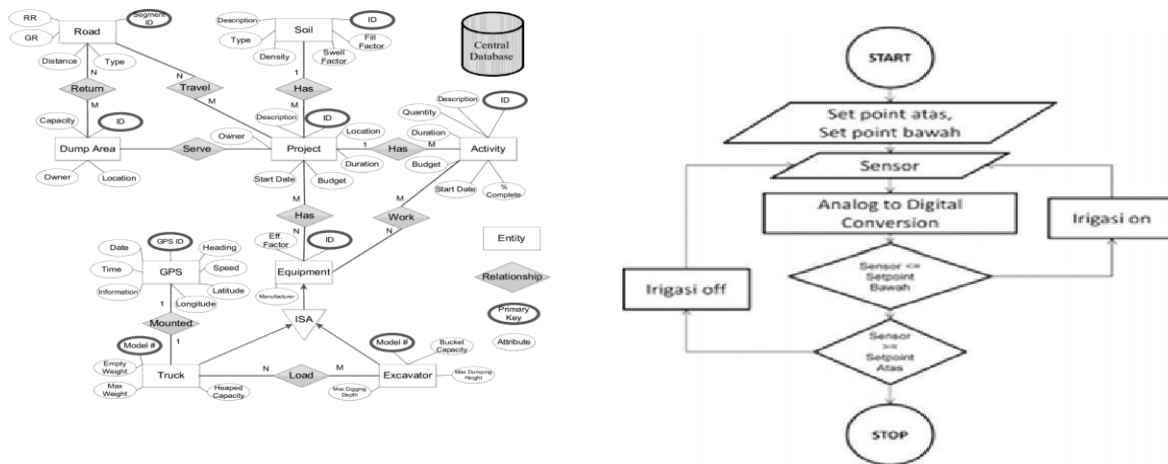 RR
GR
Road
Segment
ID
Distance
Type
Return
N
M
Capacity
ID
Dump Area
Owner
Location
Serve
Travel
N
M
Description
ID
Soil
Type
Density
Swell
Factor
Fill
Factor
1
Has
M
Description
ID
Owner
Location
Project
Start Date
Budget
Duration
1
Has
M
Central
Database
Description
ID
Quantity
Duration
Activity
Budget
Start Date
%
Complete
M
Work
N
M
Has
N
Eff.
Factor
ID
Equipment
Manufacturer
ISA
Date
GPS ID
Heading
Time
GPS
Speed
Information
Longitude
Latitude
1
Mounted
1
Model #
Empty
Weight
Truck
Max
Weight
Heaped
Capacity
N
Load
M
Model #
Bucket
Capacity
Excavator
Max Dumping
Height
Max Digging
Depth
Entity
Relationship
Primary
Key
Attribute
START
Set point atas,
Set point bawah
Sensor
Analog to Digital
Conversion
Irigasi on
Sensor <=
Setpoint
Bawah
Irigasi off
Sensor
>=
Setpoint
Atas
STOP